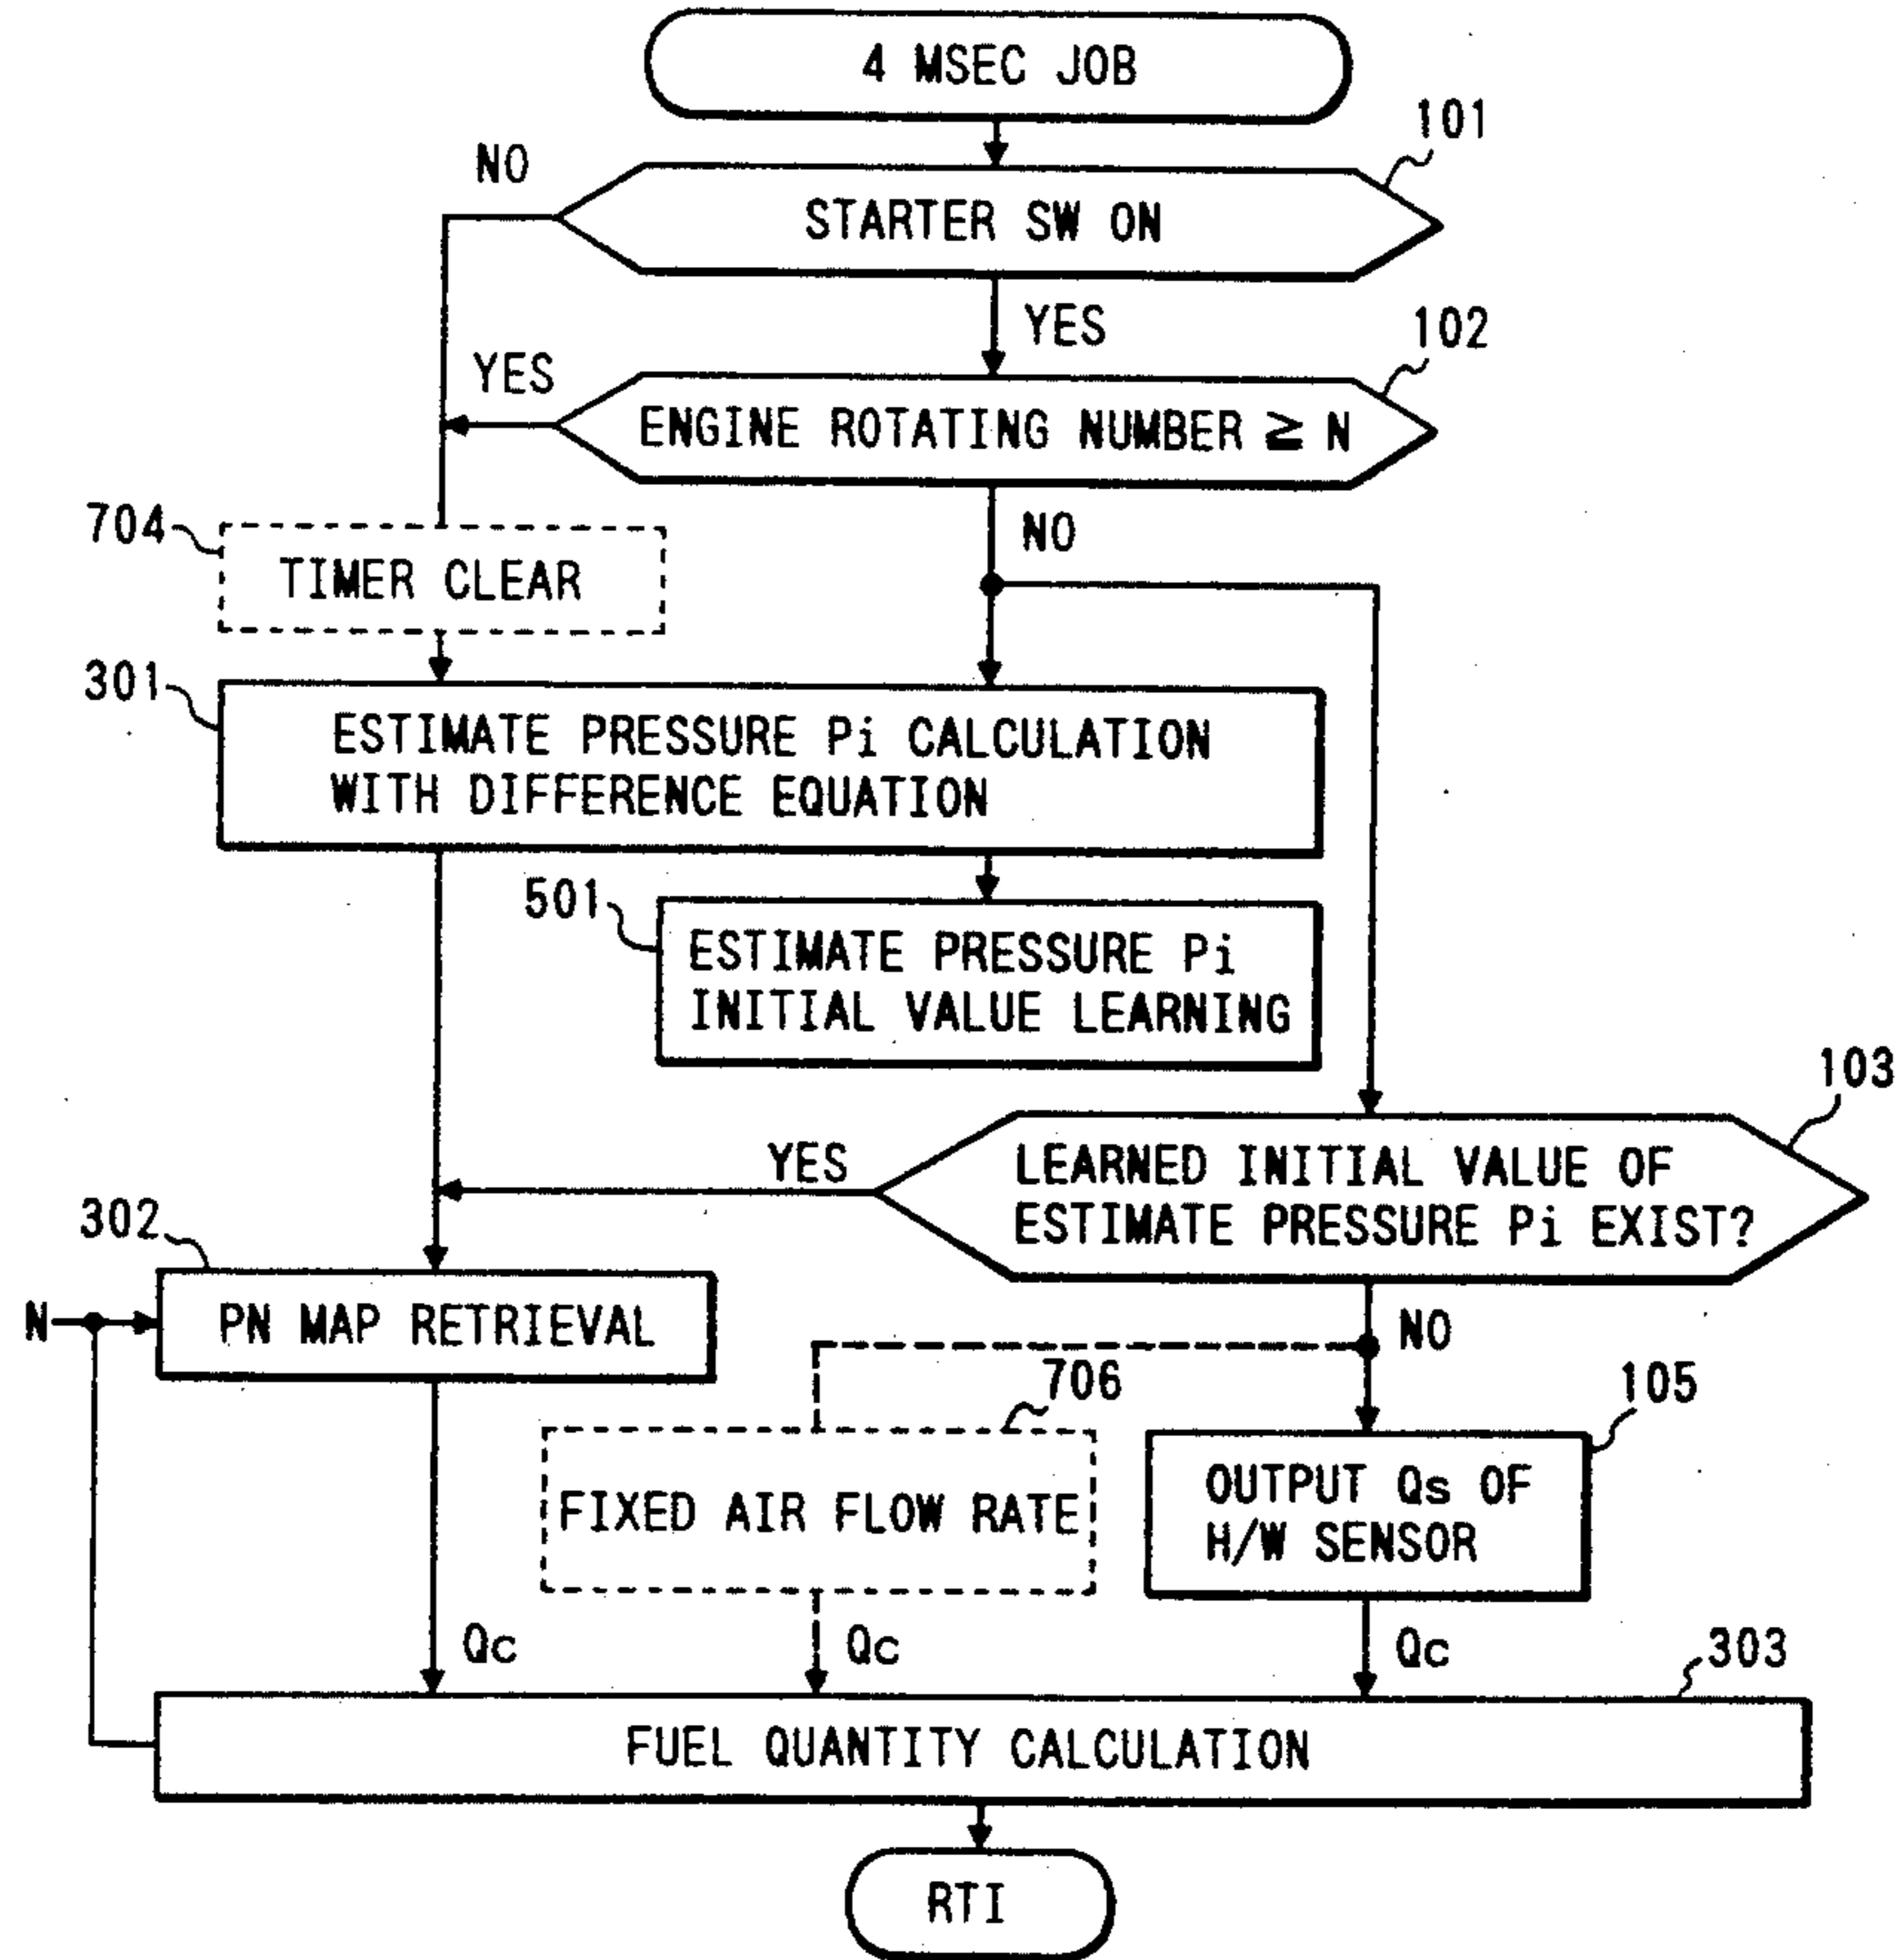 4 MSEC JOB
101
NO
STARTER SW ON
YES
102
YES
ENGINE ROTATING NUMBER ≧ N
704
NO
TIMER CLEAR
301
ESTIMATE PRESSURE Pi CALCULATION
WITH DIFFERENCE EQUATION
501
ESTIMATE PRESSURE Pi
INITIAL VALUE LEARNING
103
YES
LEARNED INITIAL VALUE OF
ESTIMATE PRESSURE Pi EXIST?
302
N
PN MAP RETRIEVAL
NO
706
105
FIXED AIR FLOW RATE
OUTPUT Qs OF
H/W SENSOR
Qc
Qc
Qc
303
FUEL QUANTITY CALCULATION
RTI